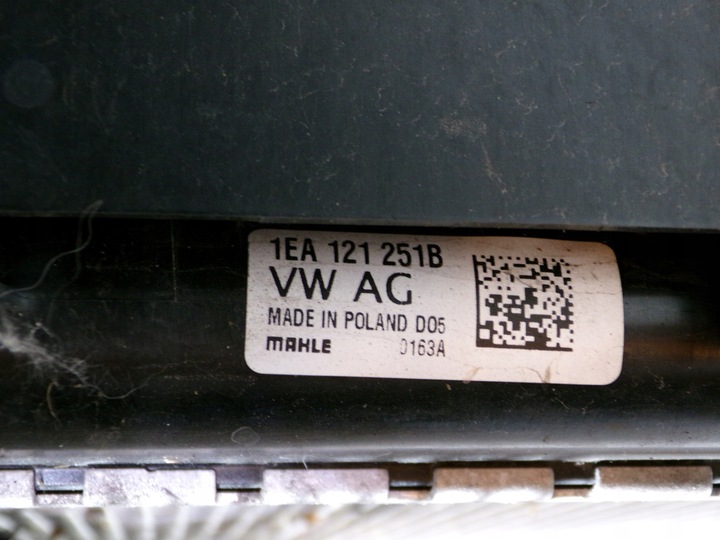 1EA 121 251B
VW AG
MADE IN POLAND D05
MAHLE 0163A